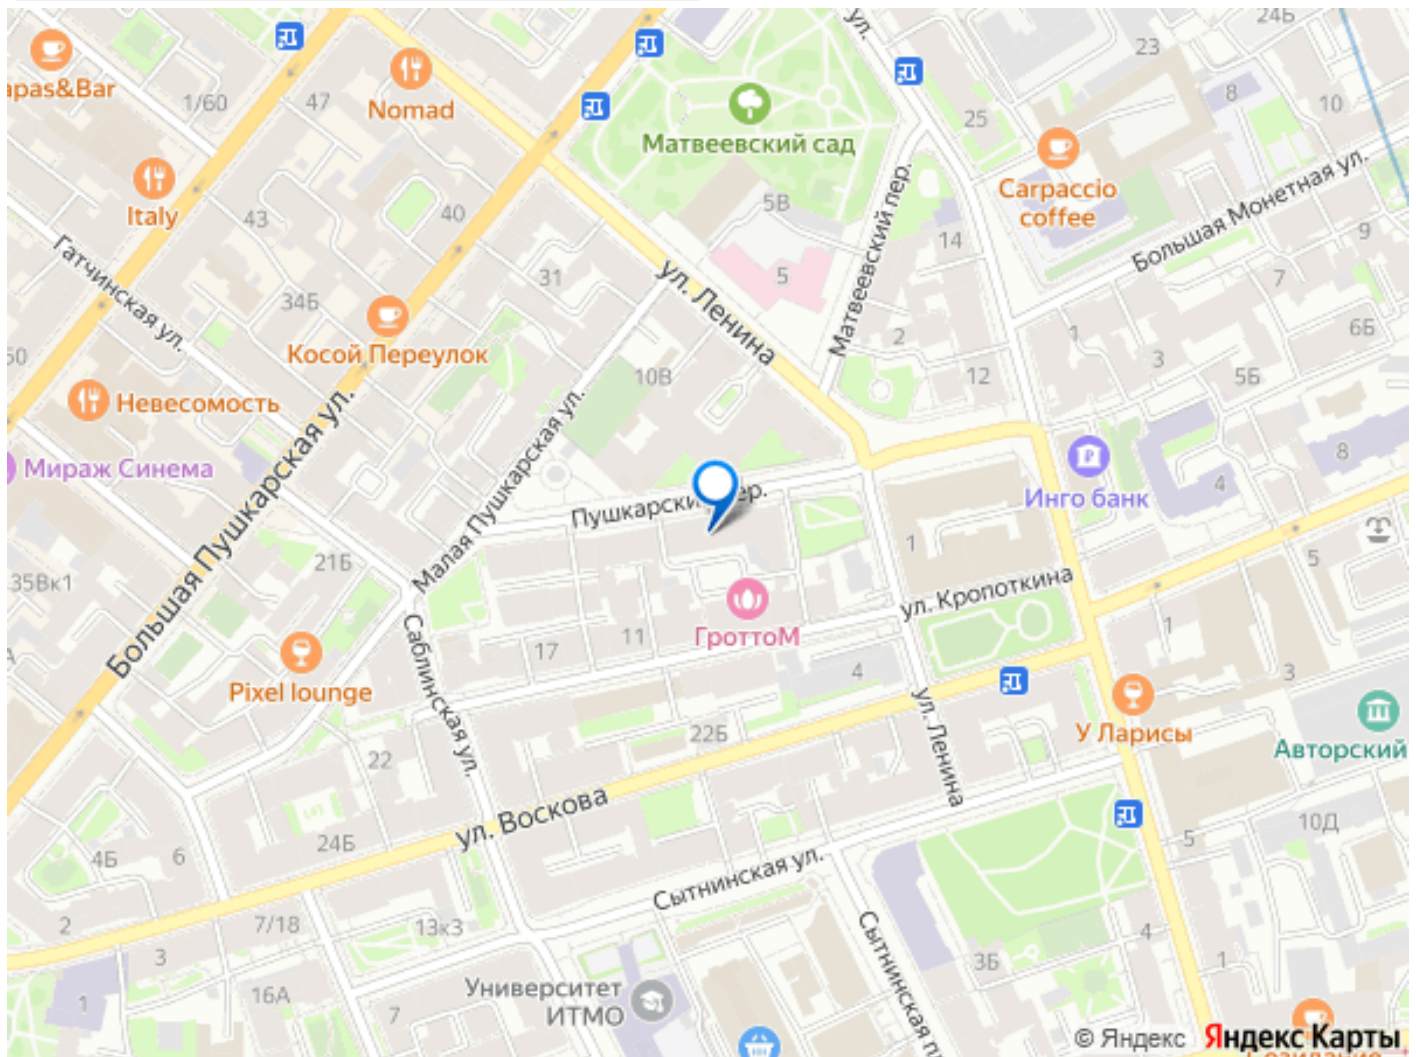 24Б
ул.
23
apas&Bar
1/60
47
Nomad
8
10
25
Матвеевский сад
Carpaccio
coffee
Italy
43
40
5В
Матвеевский пер.
14
Большая Монетная ул.
9
Гатчинская ул.
31
5
ул. Ленина
7
34Б
2
1
6Б
Косой Переулок
50
10В
12
3
5Б
Невесомость
Большая Пушкарская ул.
Малая Пушкарская ул.
Мираж Синема
8
Инго банк
4
Пушкарский пер.
21Б
1
5
35Вк1
ул. Кропоткина
ГроттоМ
17
11
1
Саблинская ул.
Pixel lounge
4
3
ул. Ленина
22Б
У Ларисы
Авторский
22
ул. Воскова
24Б
4Б
6
10Д
5
Сытнинская ул.
2
7/18
13к3
Сытнинская п
4
3
3Б
1
Университет
ИТМО
16А
1
7
© Яндекс Яндекс Карты